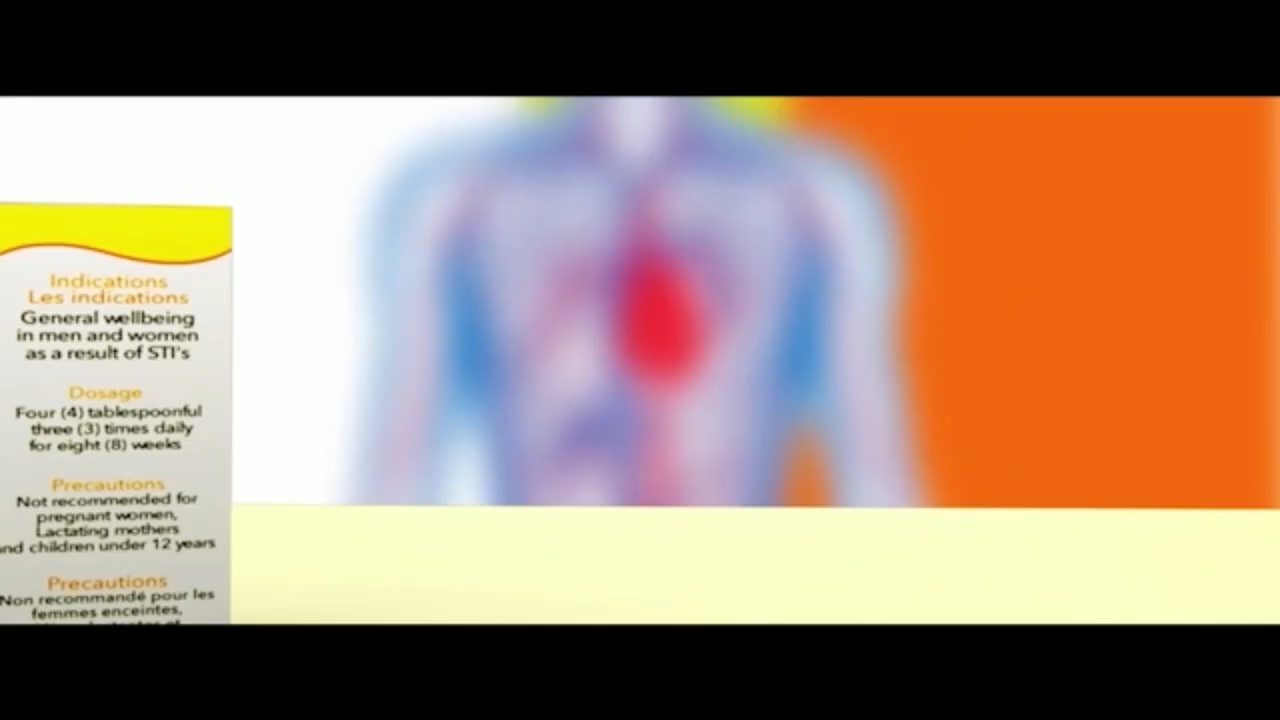 Indications
Les indications
General wellbeing
in men and women
as a result of STI's
Dosage
Four (4) tablespoonful
three (3) times daily
for eight (8) weeks
Precautions
Not recommended for
pregnant women,
Lactating mothers
nd children under 12 years
Precautions
Non recommandé pour les
femmes enceintes,